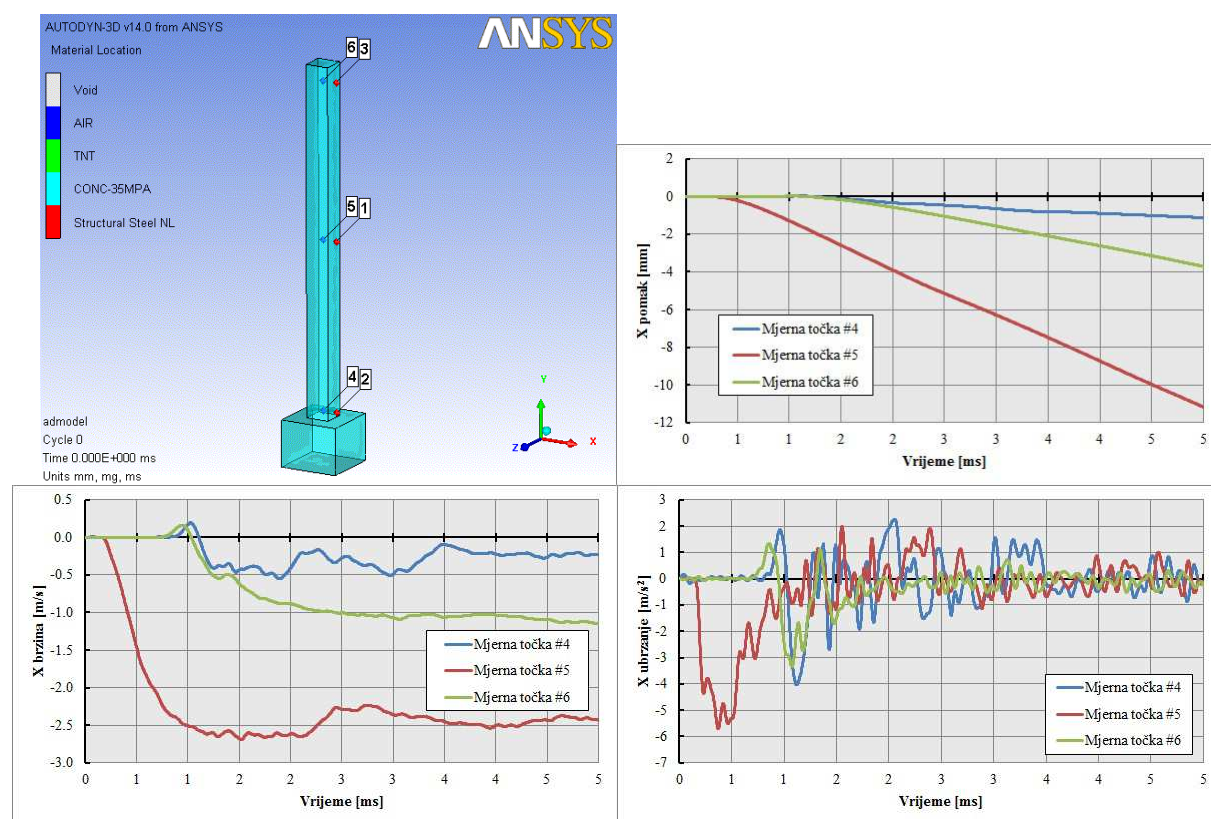 AUTODYN-3D v14.0 from ANSYS
Material Location
ANSYS
Void
AIR
TNT
CONC-35MPA
Structural Steel NL
6 3
5 1
4 2
admodel
Cycle 0
Time 0.000E+000 ms
Units mm, mg, ms
Y
X
Z
2
0
-2
-4
-6
-8
-10
-12
X pomak [mm]
Mjerna točka #4
Mjerna točka #5
Mjerna točka #6
0 1 1 2 2 3 3 4 4 5 5
Vrijeme [ms]
0.5
0.0
-0.5
-1.0
-1.5
-2.0
-2.5
-3.0
X brzima [m/s]
Mjerna točka #4
Mjerna točka #5
Mjerna točka #6
0 1 1 2 2 3 3 4 4 5 5
Vrijeme [ms]
3
2
1
0
-1
-2
-3
-4
-5
-6
-7
X ubrzanje [m/s²]
Mjerna točka #4
Mjerna točka #5
Mjerna točka #6
0 1 1 2 2 3 3 4 4 5 5
Vrijeme [ms]